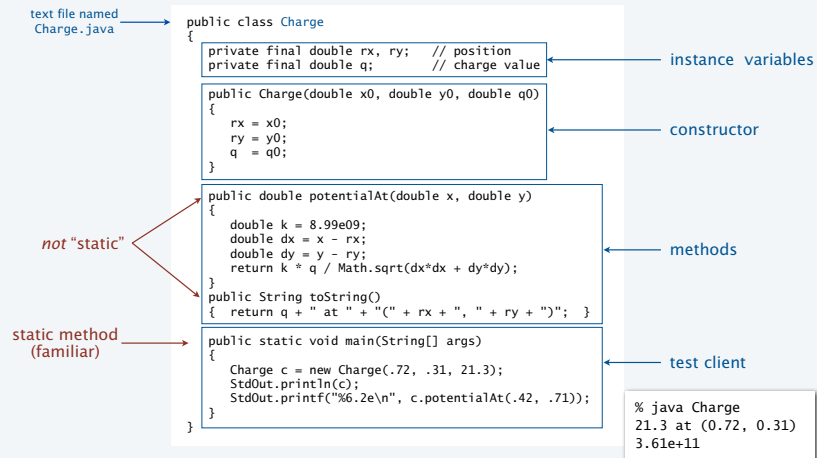 text file named
Charge.java
public class Charge
{
private final double rx, ry;   // position
private final double q;        // charge value
instance variables
public Charge(double x0, double y0, double q0)
{
rx = x0;
ry = y0;
q  = q0;
}
constructor
public double potentialAt(double x, double y)
{
double k = 8.99e09;
double dx = x - rx;
double dy = y - ry;
return k * q / Math.sqrt(dx*dx + dy*dy);
}
public String toString()
{  return q + " at " + "(" + rx + ", " + ry + ")";  }
not “static”
methods
static method
(familiar)
public static void main(String[] args)
{
Charge c = new Charge(.72, .31, 21.3);
StdOut.println(c);
StdOut.printf("%6.2e\n", c.potentialAt(.42, .71));
}
}
test client
% java Charge
21.3 at (0.72, 0.31)
3.61e+11